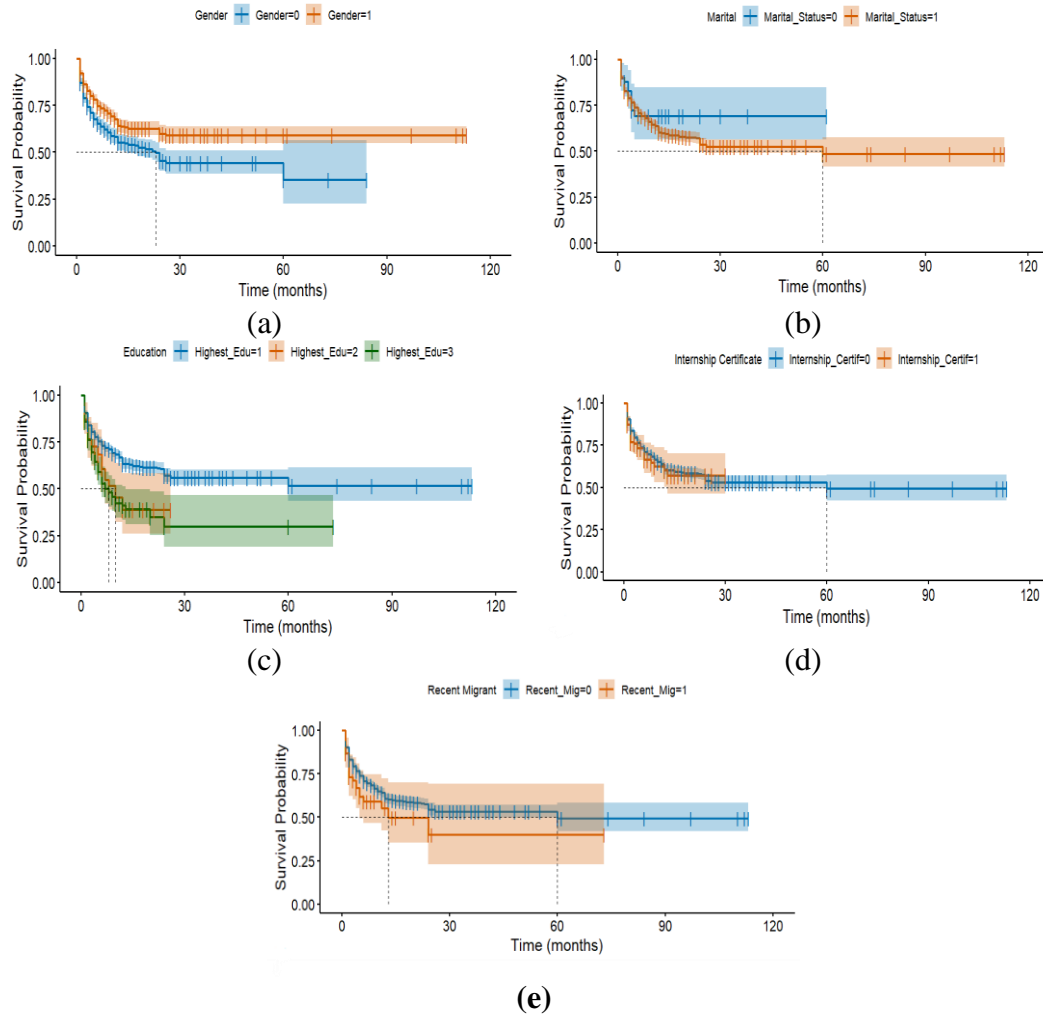 Gender Gender=0 Gender=1
Survival Probability
1.00
0.75
0.50
0.25
0.00
0 30 60 90 120
Time (months)
(a)
Marital Marital_Status=0 Marital_Status=1
Survival Probability
1.00
0.75
0.50
0.25
0.00
0 30 60 90 120
Time (months)
(b)
Education Highest_Edu=1 Highest_Edu=2 Highest_Edu=3
Survival Probability
1.00
0.75
0.50
0.25
0.00
0 30 60 90 120
Time (months)
(c)
Internship Certificate Internship_Certif=0 Internship_Certif=1
Survival Probability
1.00
0.75
0.50
0.25
0.00
0 30 60 90 120
Time (months)
(d)
Recent Migrant Recent_Mig=0 Recent_Mig=1
Survival Probability
1.00
0.75
0.50
0.25
0.00
0 30 60 90 120
Time (months)
(e)